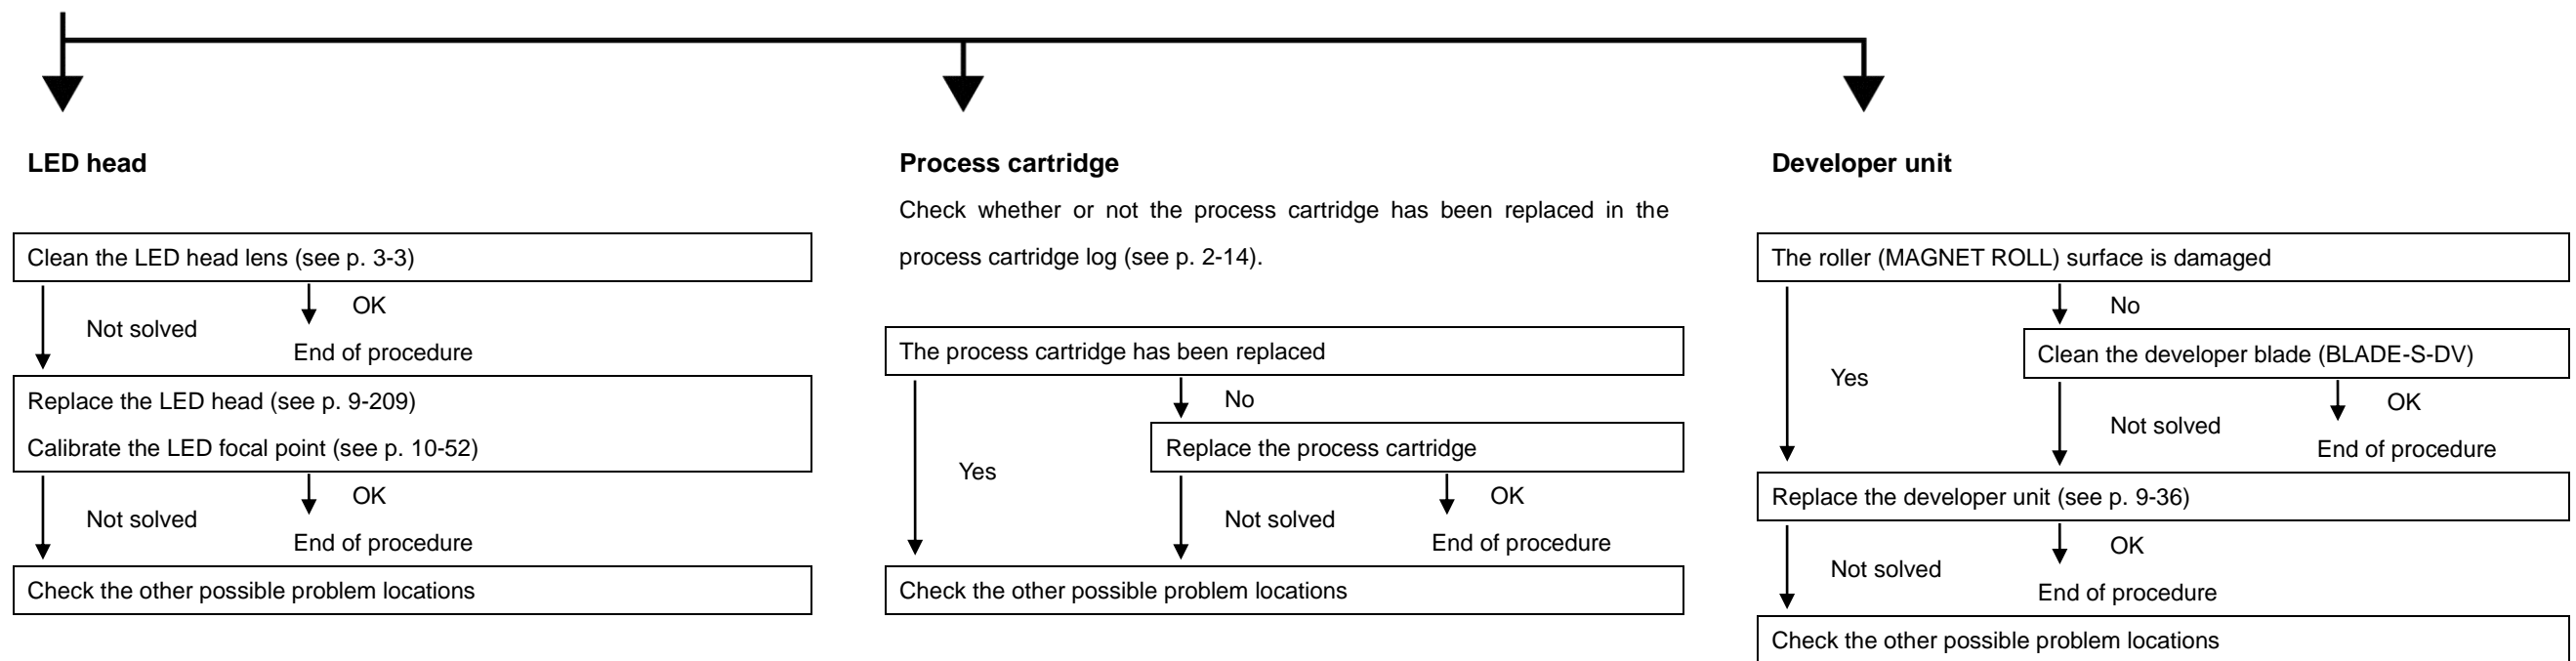 LED head
Clean the LED head lens (see p. 3-3)
OK
Not solved
End of procedure
Replace the LED head (see p. 9-209)
Calibrate the LED focal point (see p. 10-52)
OK
Not solved
End of procedure
Check the other possible problem locations
Process cartridge
Check whether or not the process cartridge has been replaced in the
process cartridge log (see p. 2-14).
The process cartridge has been replaced
No
Replace the process cartridge
Yes
OK
Not solved
End of procedure
Check the other possible problem locations
Developer unit
The roller (MAGNET ROLL) surface is damaged
No
Clean the developer blade (BLADE-S-DV)
Yes
OK
Not solved
End of procedure
Replace the developer unit (see p. 9-36)
OK
Not solved
End of procedure
Check the other possible problem locations